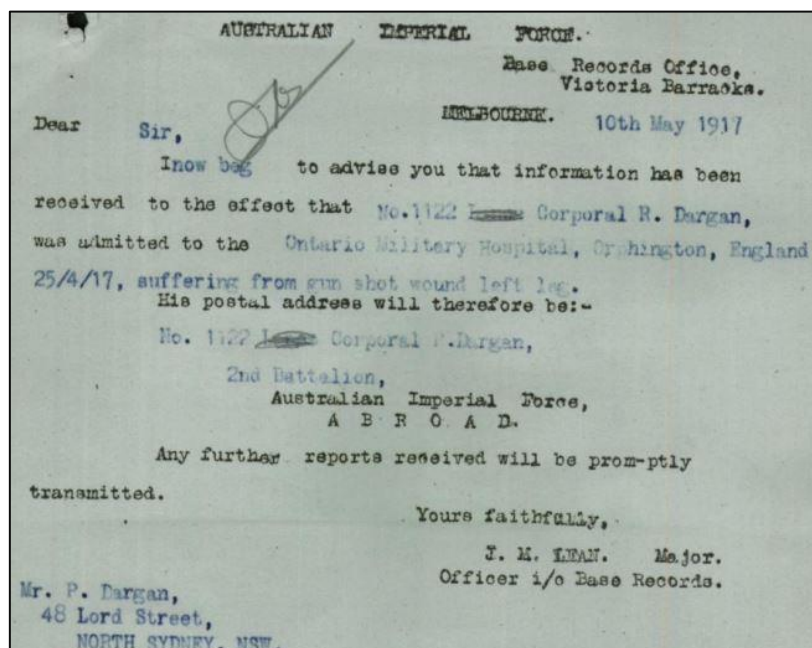 AUSTRALIAN IMPERIAL FORCE.
Base Records Office,
Victoria Barracks.
MELBOURNE. 10th May 1917
Dear Sir,
Inow beg to advise you that information has been
received to the effect that No.1122 Corporal R. Dargan,
was admitted to the Ontario Military Hospital, Orphington, England
25/4/17, suffering from gun shot wound left leg.
His postal address will therefore be:-
No. 1122 Corporal Dargan,
2nd Battalion,
Australian Imperial Force,
A B R O A D.
Any further reports received will be prom-ptly
transmitted.
Yours faithfully,
J. M. LEAN. Major.
Officer i/c Base Records.
Mr. P. Dargan,
48 Lord Street,
NORTH SYDNEY, NSW.